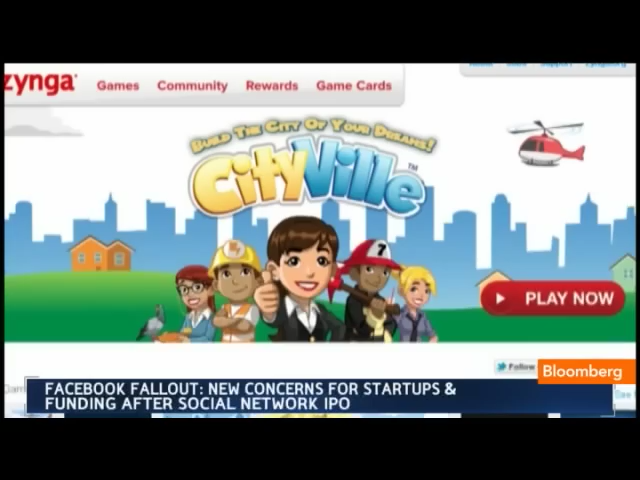 zynga
Games Community Rewards Game Cards
BUILD THE CITY OF YOUR DREAMS!
CityVille™
7
PLAY NOW
Follow
Bloomberg
FACEBOOK FALLOUT: NEW CONCERNS FOR STARTUPS &
FUNDING AFTER SOCIAL NETWORK IPO